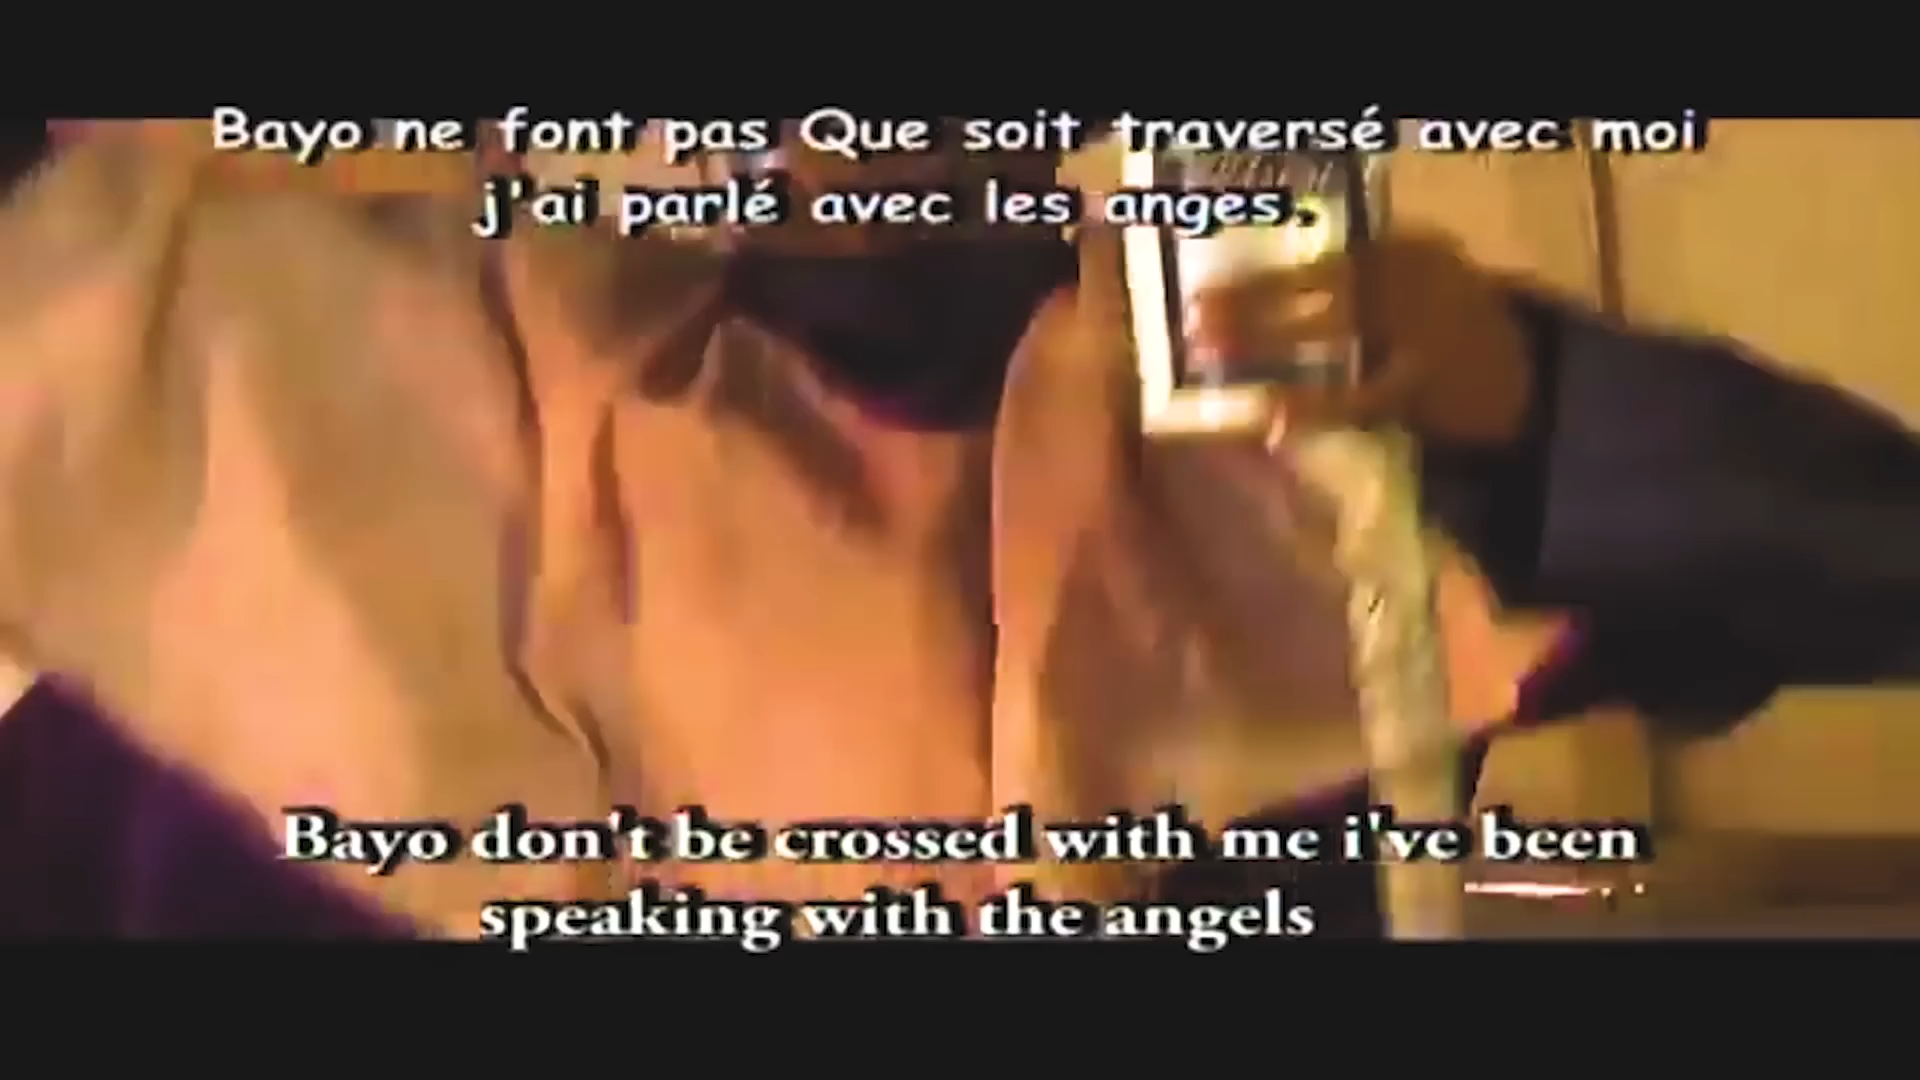 Bayo ne font pas Que soit traversé avec moi
j'ai parlé avec les anges.
Bayo don't be crossed with me i've been
speaking with the angels